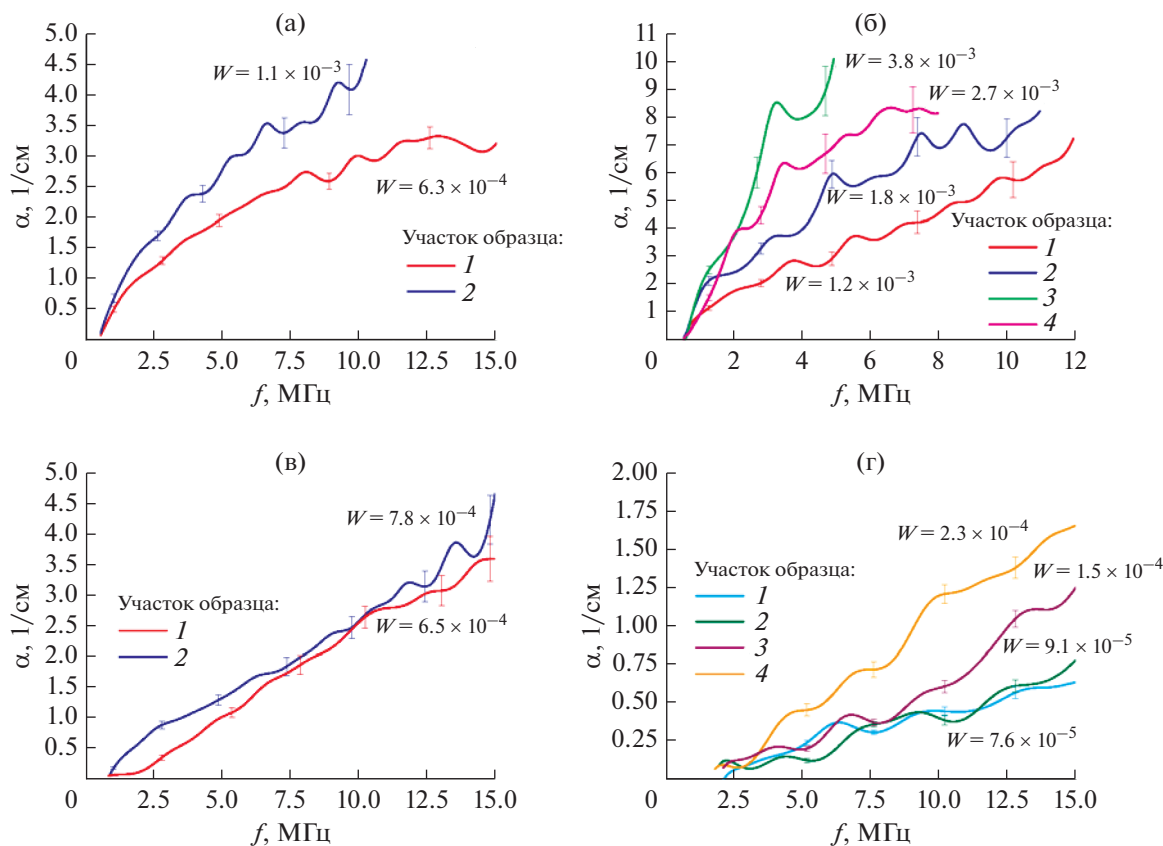 (а)
α, 1/см
5.0
4.5
4.0
3.5
3.0
2.5
2.0
1.5
1.0
0.5
0
2.5
5.0
7.5
10.0
12.5
15.0
f, МГц
W = 1.1 × 10⁻³
W = 6.3 × 10⁻⁴
Участок образца:
1
2
(б)
α, 1/см
11
10
9
8
7
6
5
4
3
2
1
0
2
4
6
8
10
12
f, МГц
W = 3.8 × 10⁻³
W = 2.7 × 10⁻³
W = 1.8 × 10⁻³
W = 1.2 × 10⁻³
Участок образца:
1
2
3
4
(в)
α, 1/см
5.0
4.5
4.0
3.5
3.0
2.5
2.0
1.5
1.0
0.5
0
2.5
5.0
7.5
10.0
12.5
15.0
f, МГц
W = 7.8 × 10⁻⁴
W = 6.5 × 10⁻⁴
Участок образца:
1
2
(г)
α, 1/см
2.00
1.75
1.50
1.25
1.00
0.75
0.50
0.25
0
2.5
5.0
7.5
10.0
12.5
15.0
f, МГц
W = 2.3 × 10⁻⁴
W = 1.5 × 10⁻⁴
W = 9.1 × 10⁻⁵
W = 7.6 × 10⁻⁵
Участок образца:
1
2
3
4